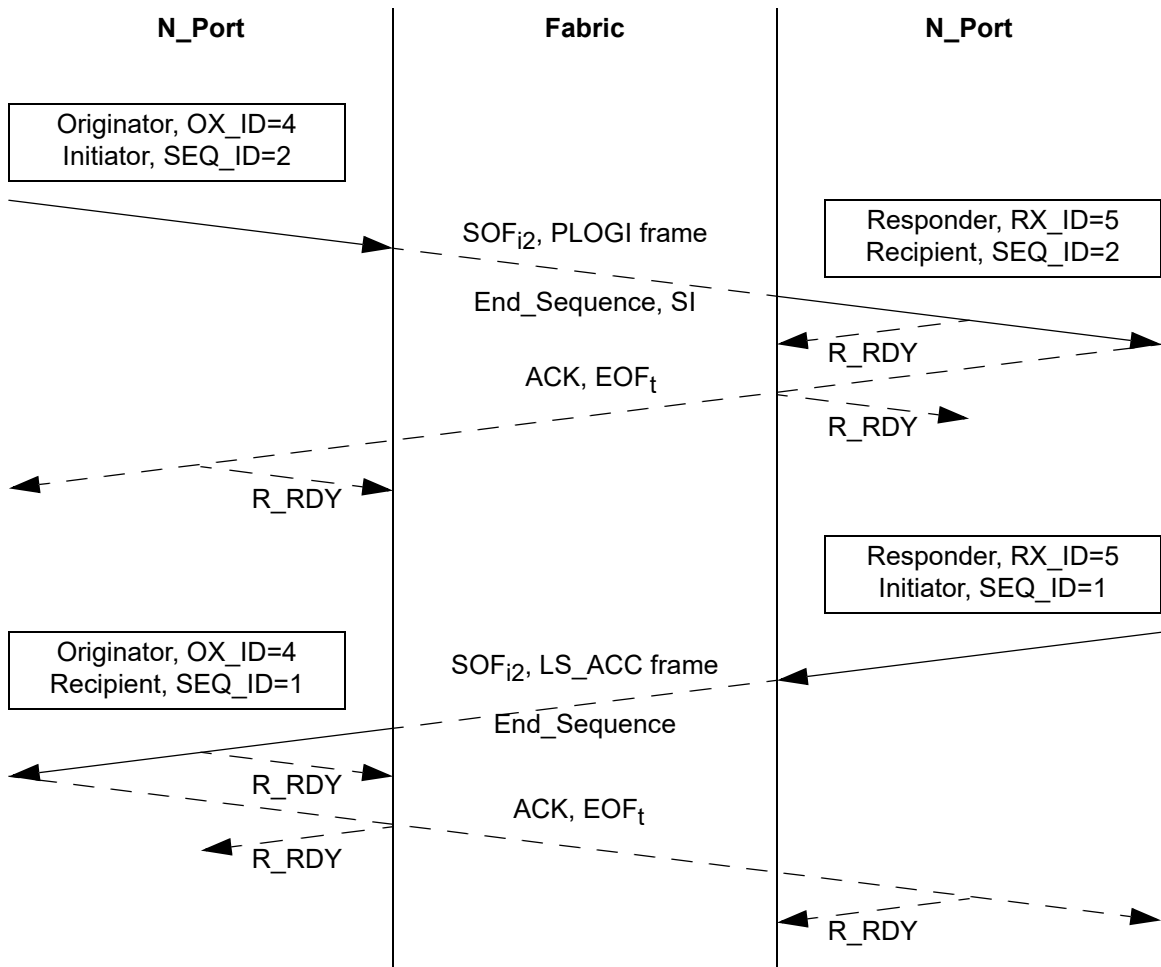 N_Port
Fabric
N_Port
Originator, OX_ID=4
Initiator, SEQ_ID=2
SOFi2, PLOGI frame
Responder, RX_ID=5
Recipient, SEQ_ID=2
End_Sequence, SI
R_RDY
ACK, EOFt
R_RDY
R_RDY
Responder, RX_ID=5
Initiator, SEQ_ID=1
Originator, OX_ID=4
Recipient, SEQ_ID=1
SOFi2, LS_ACC frame
End_Sequence
R_RDY
ACK, EOFt
R_RDY
R_RDY